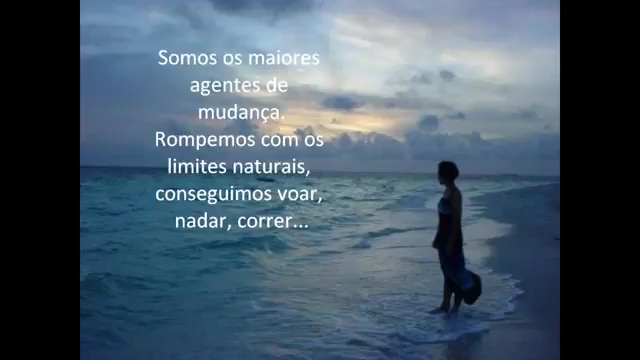 Somos os maiores
agentes de
mudança.
Rompemos com os
limites naturais,
conseguimos voar,
nadar, correr...